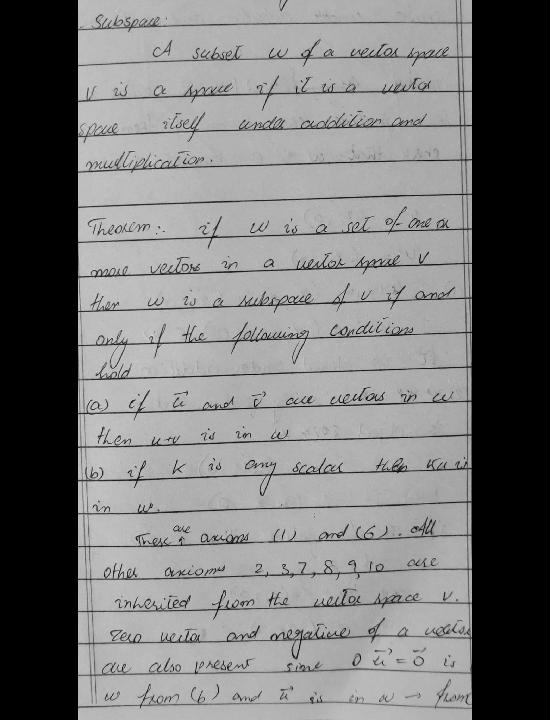 Subspace:
A subset w of a vector space
v is a space if it is a vector
space itself under addition and
multiplication.
Theorem:. if w is a set of one or
more vectors in a vector space v
then w is a subspace of v if and
only if the following conditions
hold
(a) if u⃗ and v⃗ are vectors in w
then u+v is in w
(b) if k is any scalar then ku is
in w.
These are axioms (1) and (6). All
other axioms 2, 3, 7, 8, 9, 10 are
inherited from the vector space v.
Zero vector and negative of a vector
are also present since 0 u⃗ = 0⃗ is
w from (b) and u⃗ is in w → from